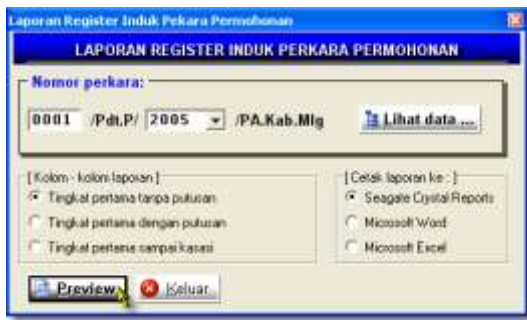 Laporan Register Induk Pekara Permohonan
LAPORAN REGISTER INDUK PERKARA PERMOHONAN
Nomor perkara:
0001 /Pdt.P/ 2005 /PA.Kab.Mlg Lihat data ...
[ Kolom - kolom laporan ]
Tingkat pertama tanpa putusan
Tingkat pertama dengan putusan
Tingkat pertama sampai kasasi
[ Cetak laporan ke : ]
Seagate Crystal Reports
Microsoft Word
Microsoft Excel
Preview Keluar